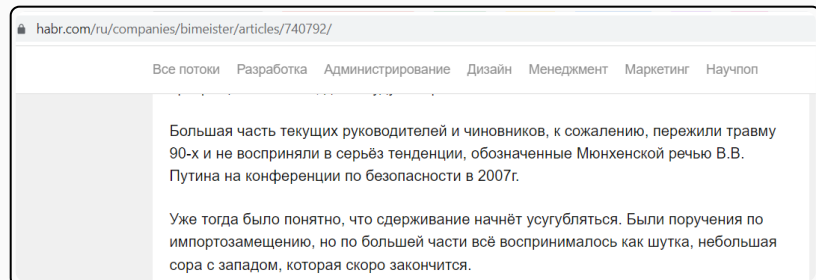 habr.com/ru/companies/bimeister/articles/740792/
Все потоки Разработка Администрирование Дизайн Менеджмент Маркетинг Научпоп
Большая часть текущих руководителей и чиновников, к сожалению, пережили травму
90-х и не восприняли в серьёз тенденции, обозначенные Мюнхенской речью В.В.
Путина на конференции по безопасности в 2007г.
Уже тогда было понятно, что сдерживание начнёт усугубляться. Были поручения по
импортозамещению, но по большей части всё воспринималось как шутка, небольшая
сора с западом, которая скоро закончится.